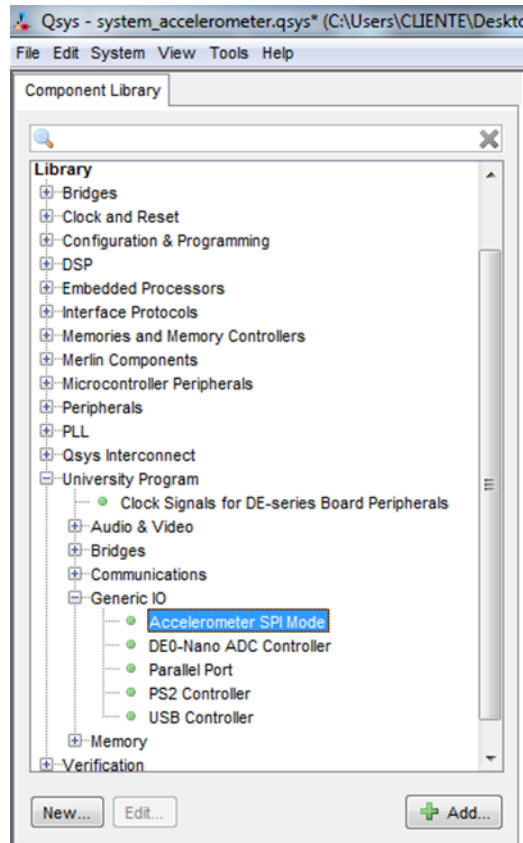 Qsys - system_accelerometer.qsys* (C:\Users\CLIENTE\Deskto
File Edit System View Tools Help
Component Library
Library
Bridges
Clock and Reset
Configuration & Programming
DSP
Embedded Processors
Interface Protocols
Memories and Memory Controllers
Merlin Components
Microcontroller Peripherals
Peripherals
PLL
Qsys Interconnect
University Program
Clock Signals for DE-series Board Peripherals
Audio & Video
Bridges
Communications
Generic IO
Accelerometer SPI Mode
DE0-Nano ADC Controller
Parallel Port
PS2 Controller
USB Controller
Memory
Verification
New... Edit... Add...